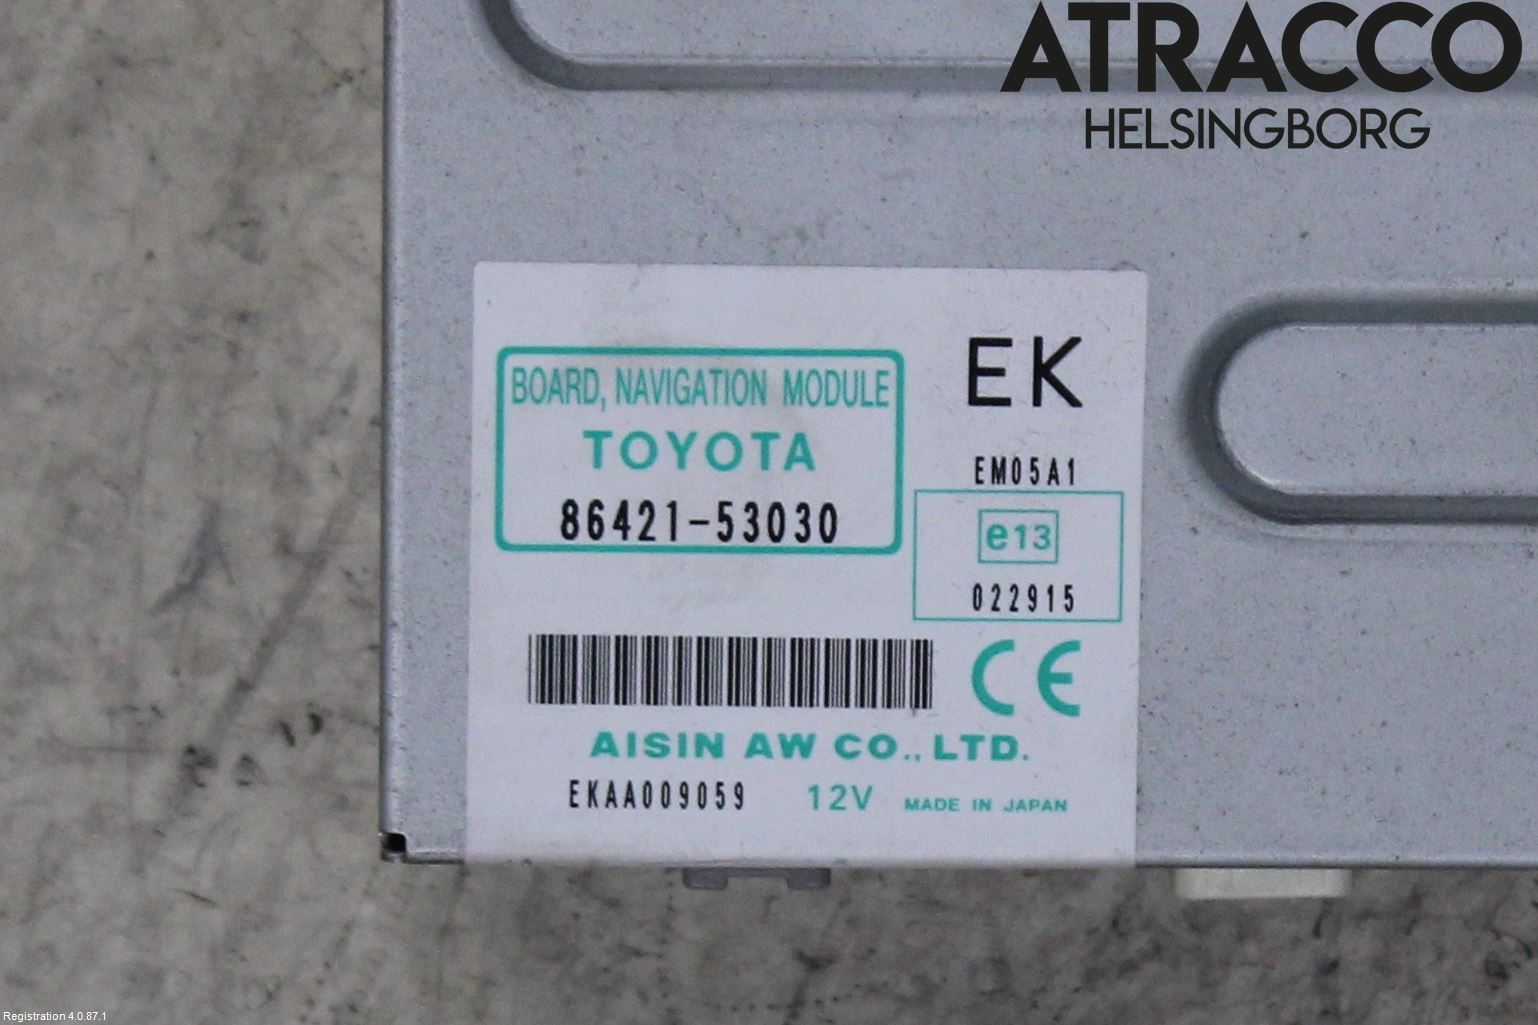 ATRACCO
HELSINGBORG
BOARD, NAVIGATION MODULE
TOYOTA
86421-53030
EK
EM05A1
e13
022915
CE
AISIN AW CO., LTD.
EKAA009059 12V MADE IN JAPAN
Registration 4.0.87.1